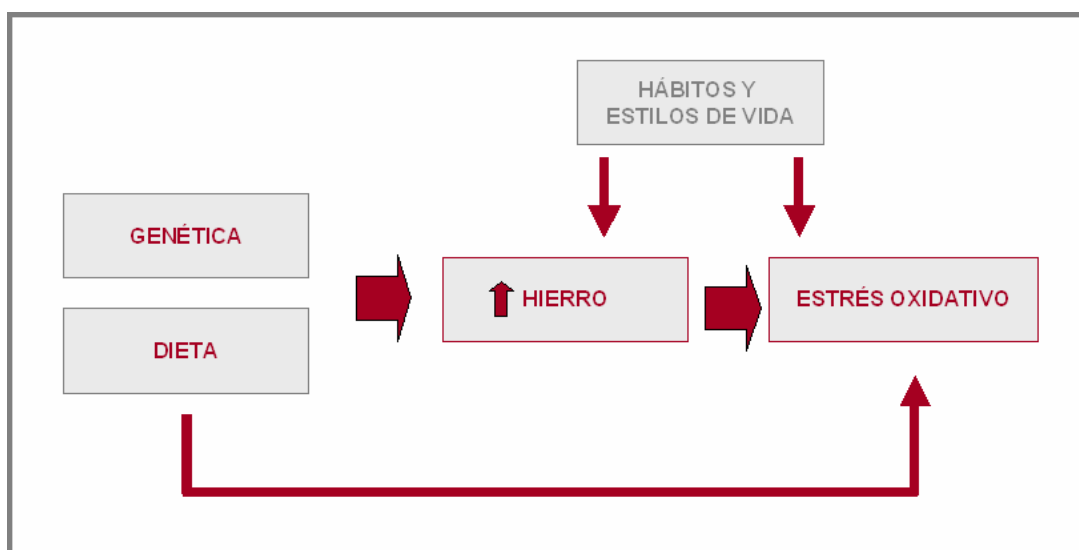 HÁBITOS Y
ESTILOS DE VIDA
GENÉTICA
HIERRO
ESTRÉS OXIDATIVO
DIETA